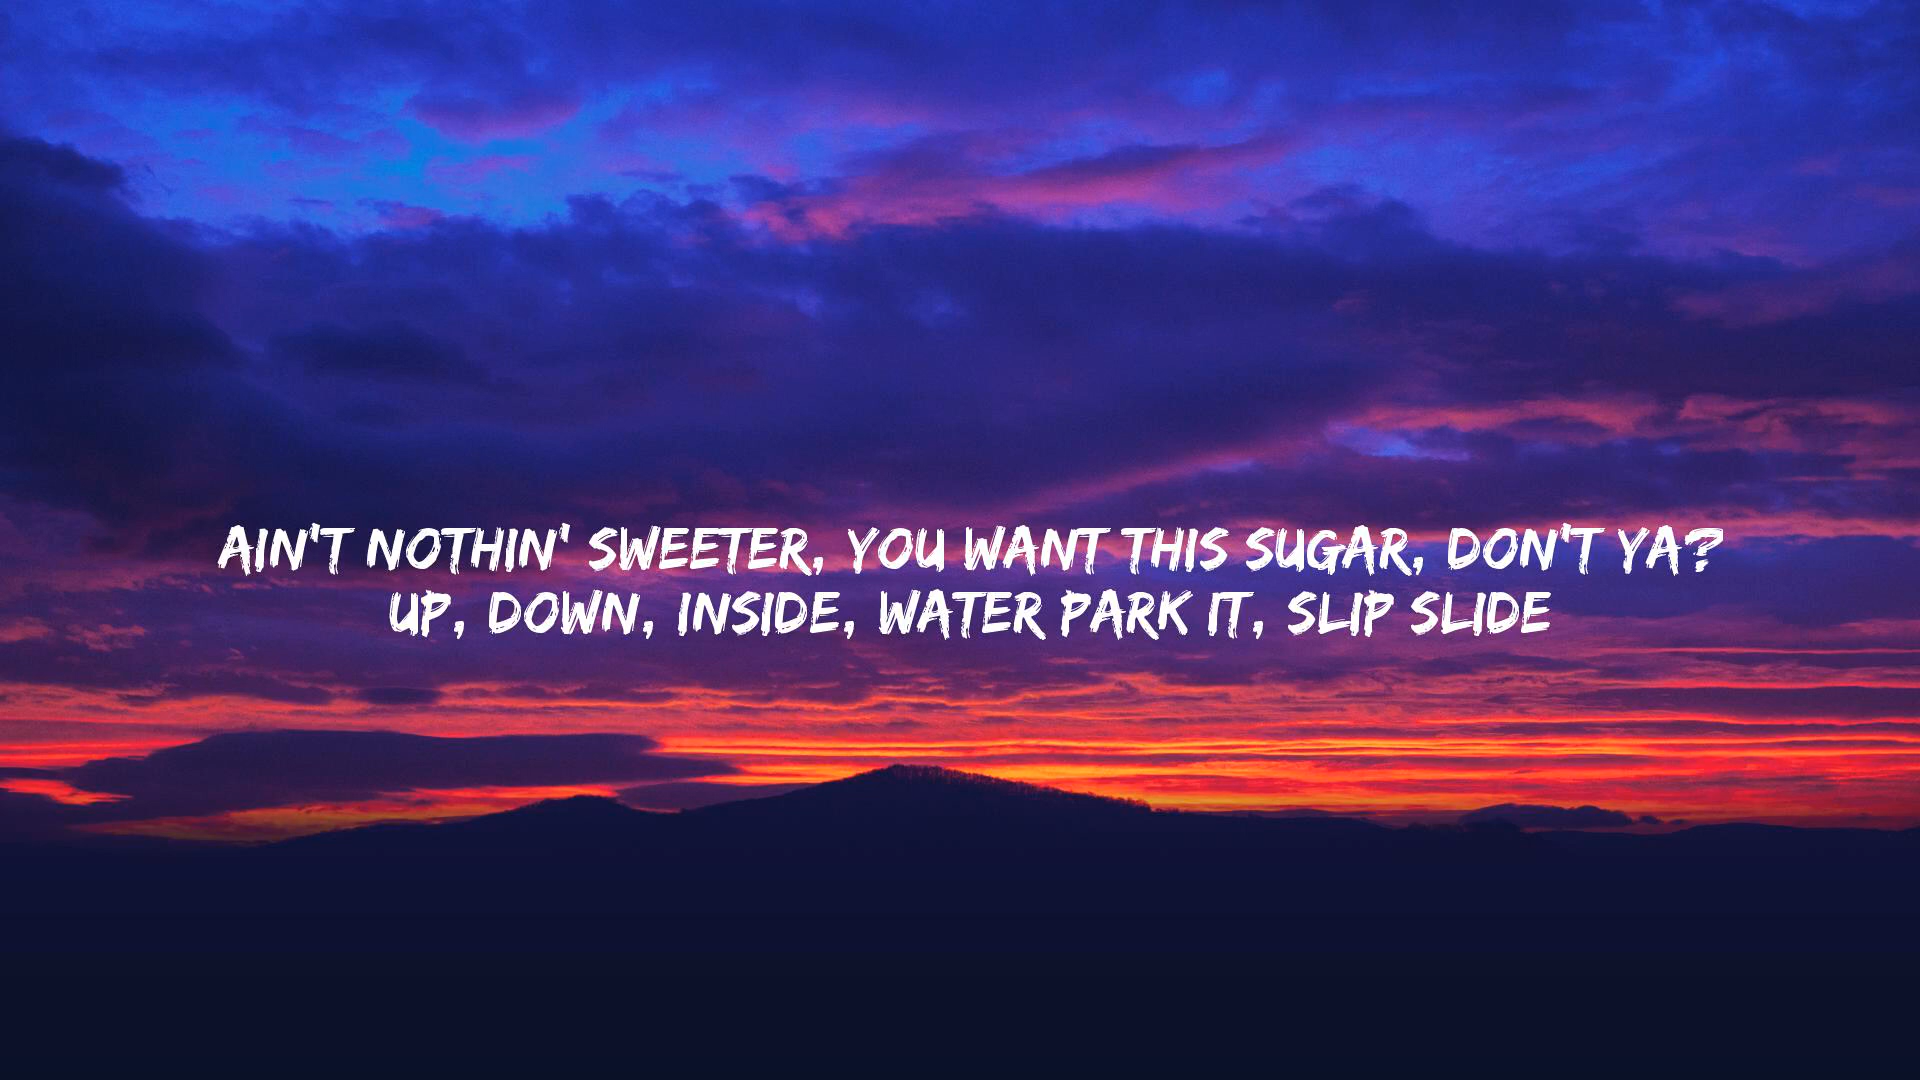 AIN'T NOTHIN' SWEETER, YOU WANT THIS SUGAR, DON'T YA?
UP, DOWN, INSIDE, WATER PARK IT, SLIP SLIDE